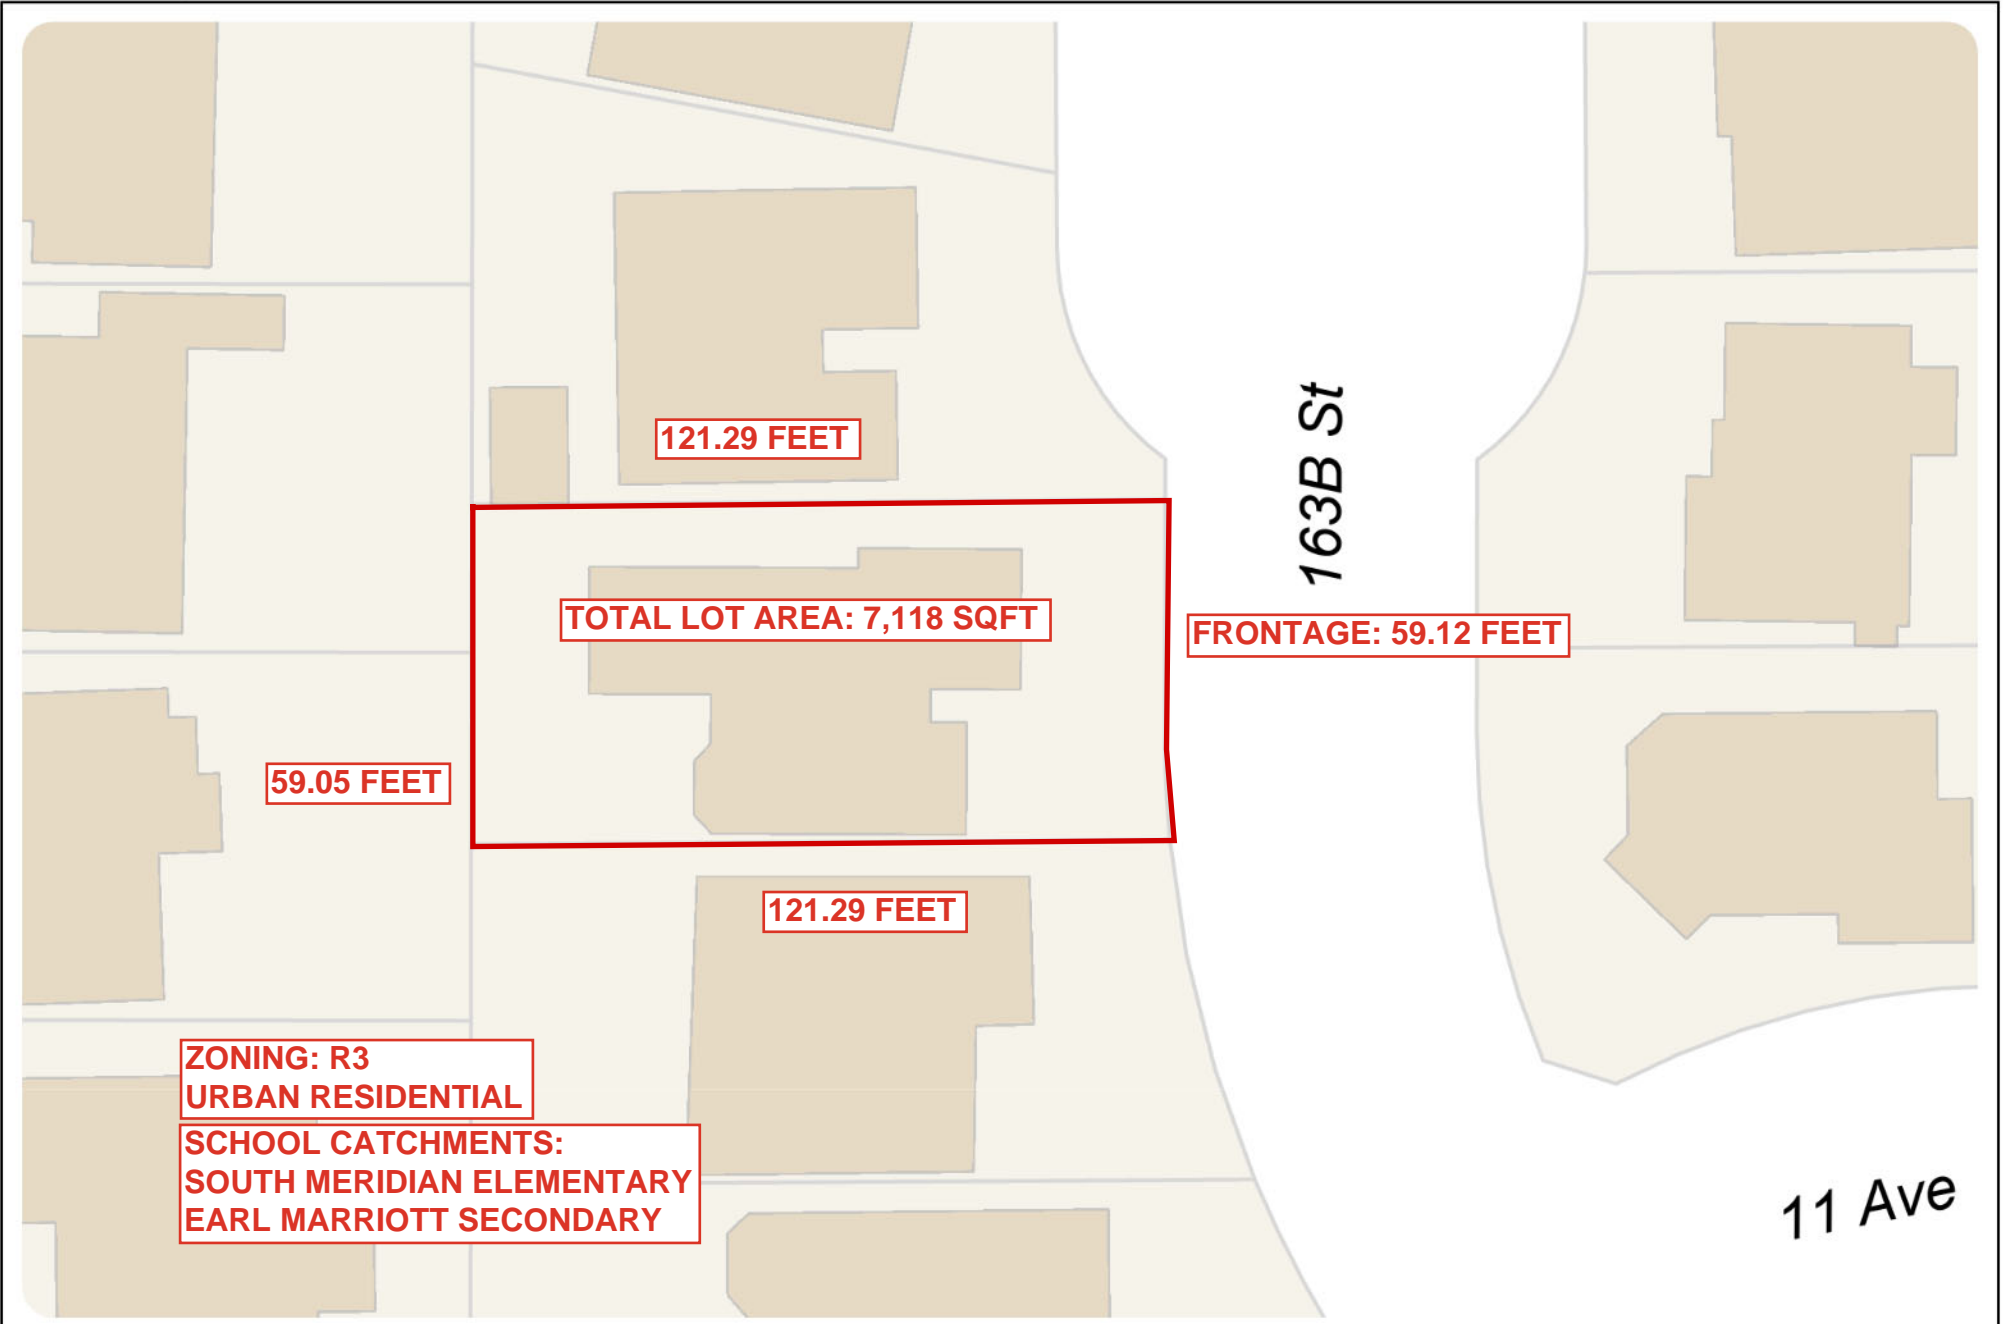 163B St
121.29 FEET
TOTAL LOT AREA: 7,118 SQFT
FRONTAGE: 59.12 FEET
59.05 FEET
121.29 FEET
ZONING: R3
URBAN RESIDENTIAL
SCHOOL CATCHMENTS:
SOUTH MERIDIAN ELEMENTARY
EARL MARRIOTT SECONDARY
11 Ave